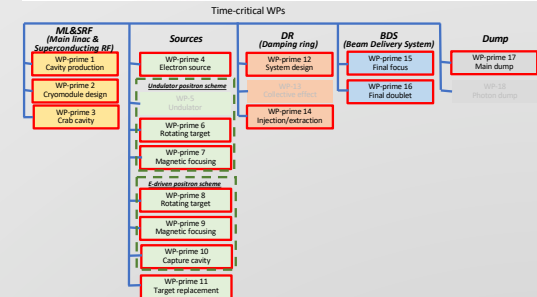 Time-critical WPs
ML&SRF
(Main linac &
Superconducting RF)
WP-prime 1
Cavity production
WP-prime 2
Cryomodule design
WP-prime 3
Crab cavity
Sources
WP-prime 4
Electron source
Undulator positron scheme
WP-5
Undulator
WP-prime 6
Rotating target
WP-prime 7
Magnetic focusing
E-driven positron scheme
WP-prime 8
Rotating target
WP-prime 9
Magnetic focusing
WP-prime 10
Capture cavity
WP-prime 11
Target replacement
DR
(Damping ring)
WP-prime 12
System design
WP-13
Collective effect
WP-prime 14
Injection/extraction
BDS
(Beam Delivery System)
WP-prime 15
Final focus
WP-prime 16
Final doublet
Dump
WP-prime 17
Main dump
WP-18
Photon dump